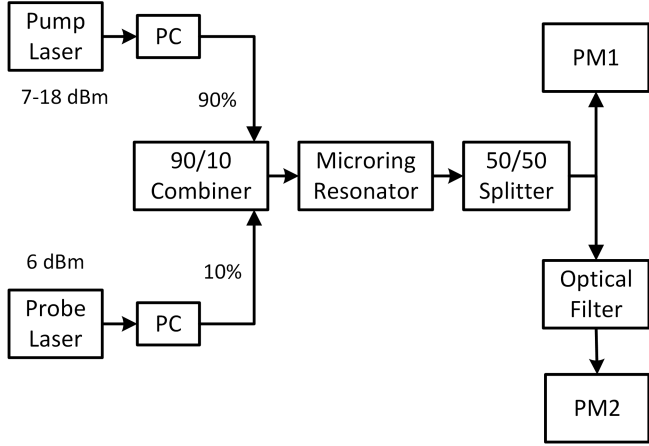 Pump
Laser
PC
PM1
7-18 dBm
90%
90/10
Combiner
Microring
Resonator
50/50
Splitter
6 dBm
10%
Optical
Filter
Probe
Laser
PC
PM2